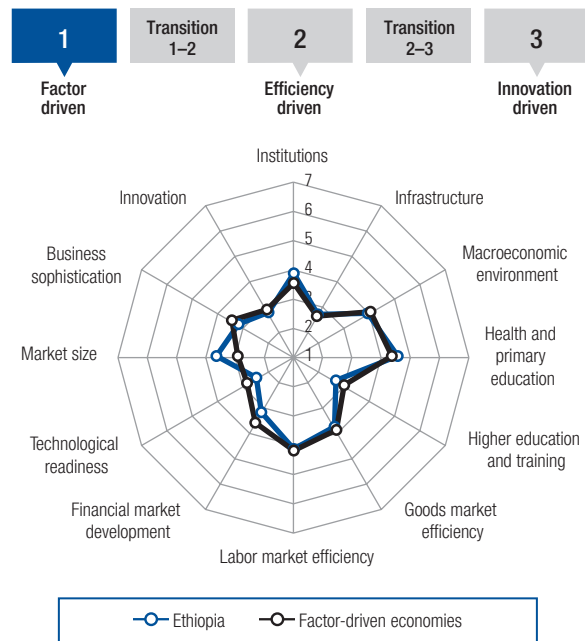 1
Transition
1–2
2
Transition
2–3
3
Factor
driven
Efficiency
driven
Innovation
driven
Institutions
7
6
5
4
3
2
1
Infrastructure
Macroeconomic
environment
Health and
primary
education
Higher education
and training
Goods market
efficiency
Labor market efficiency
Financial market
development
Technological
readiness
Market size
Business
sophistication
Innovation
Ethiopia
Factor-driven economies